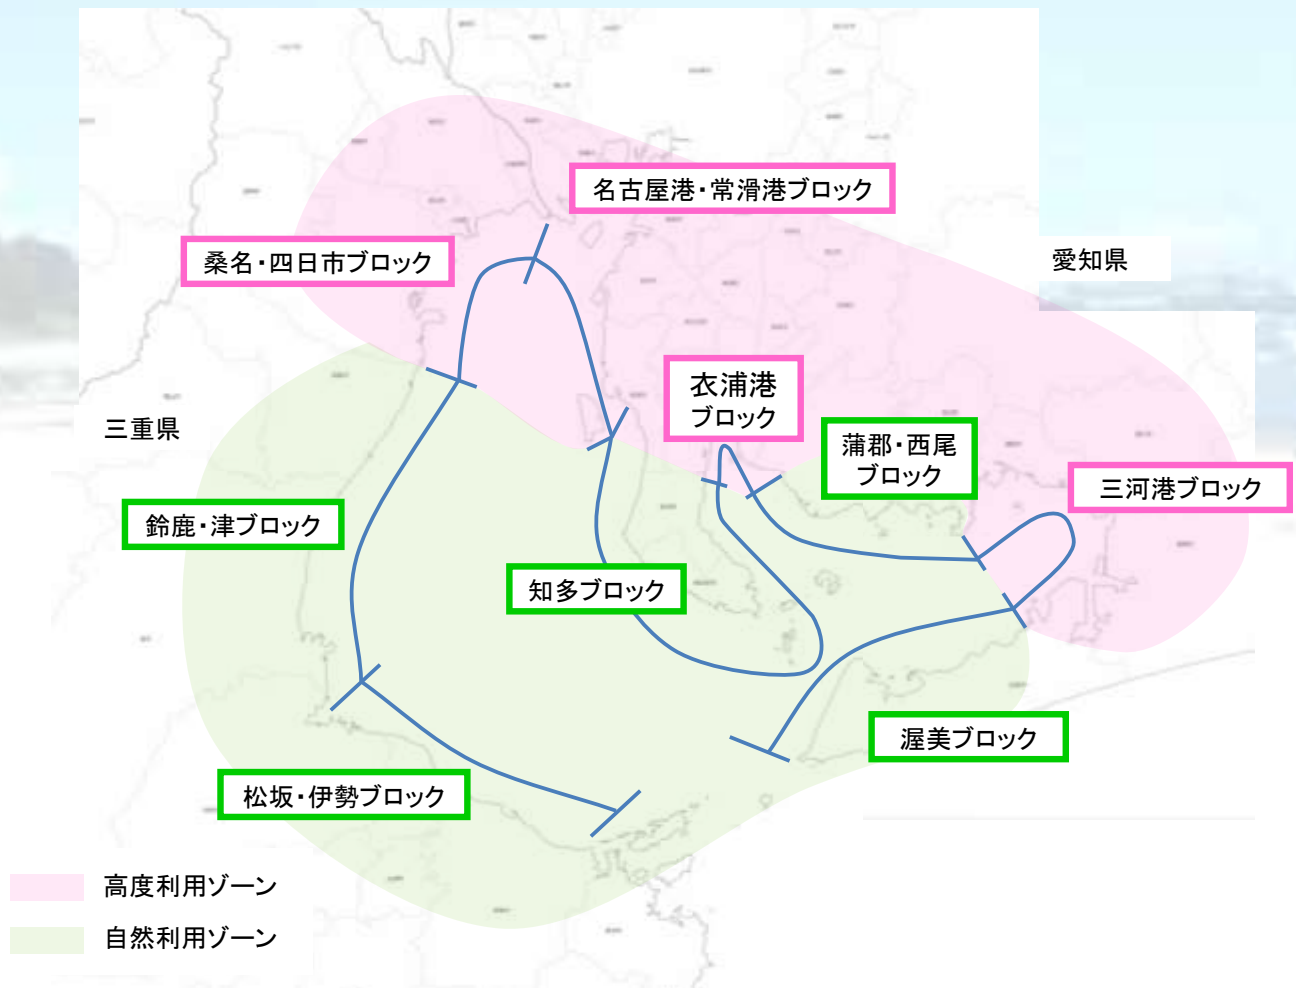 名古屋港・常滑港ブロック
桑名・四日市ブロック
愛知県
衣浦港
ブロック
三重県
蒲郡・西尾
ブロック
三河港ブロック
鈴鹿・津ブロック
知多ブロック
渥美ブロック
松坂・伊勢ブロック
高度利用ゾーン
自然利用ゾーン